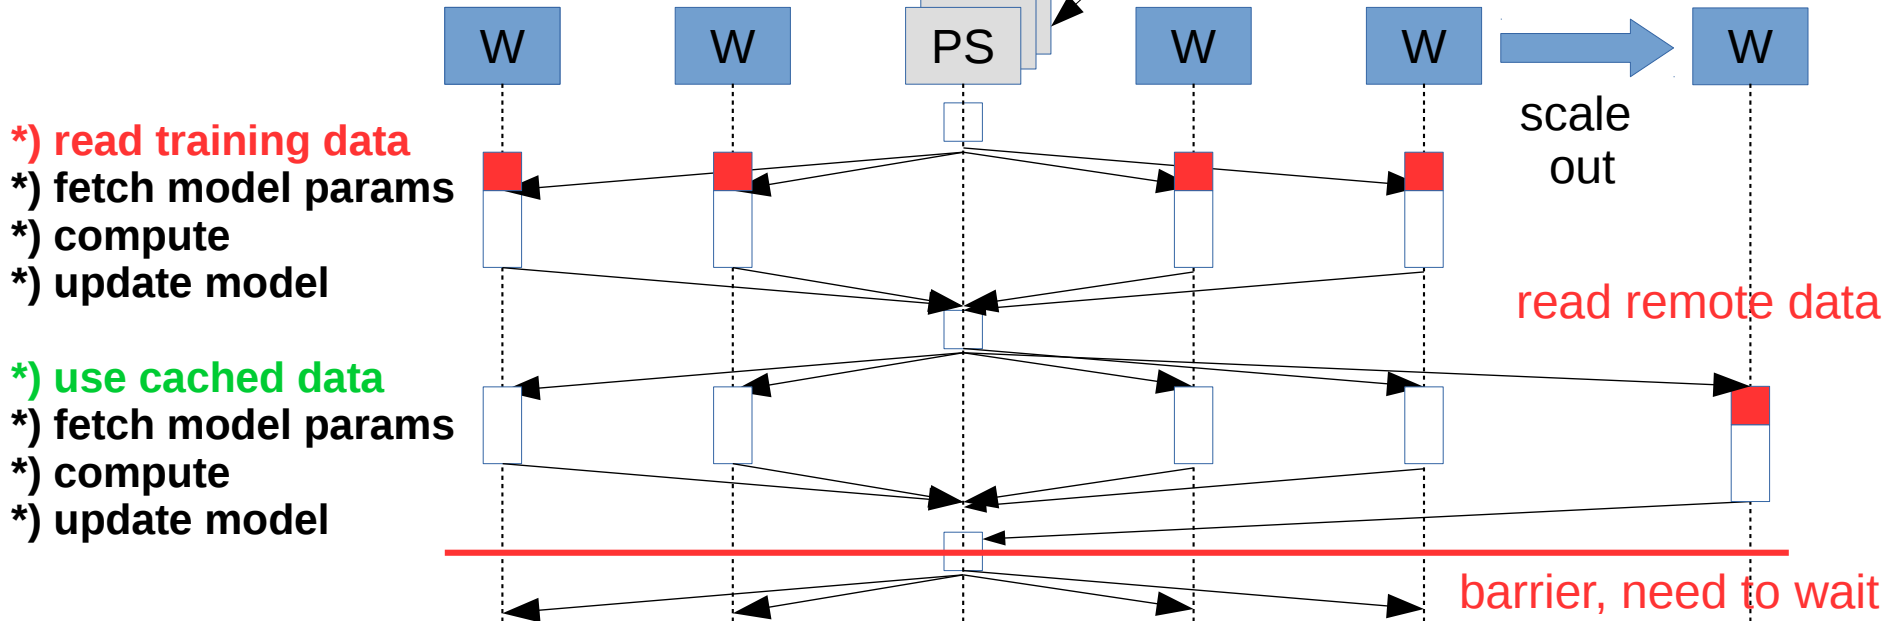 W W PS W W W
scale
out
*) read training data
*) fetch model params
*) compute
*) update model
read remote data
*) use cached data
*) fetch model params
*) compute
*) update model
barrier, need to wait